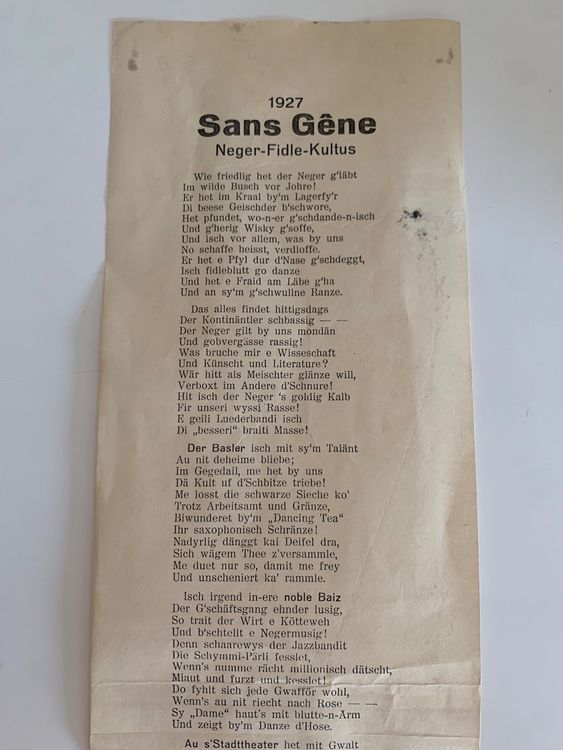 1927
Sans Gêne
Neger-Fidle-Kultus
Wie friedlig het der Neger g'läbt
Im wilde Busch vor Johre!
Er het im Kraal by'm Lagerfy'r
Di beese Geischder b'schwore,
Het pfundet, wo-n-er g'schdande-n-isch
Und g'herig Wisky g'soffe,
Und isch vor allem, was by uns
No schaffe heisst, verdloffe.
Er het e Pfyl dur d'Nase g'schdeggt,
Isch fidleblutt go danze
Und het e Fraid am Läbe g'ha
Und an sy'm g'schwullne Ranze.
Das alles findet hittigsdags
Der Kontinäntler schbassig — —
Der Neger gilt by uns mondän
Und gobvergässe rassig!
Was bruche mir e Wisseschaft
Und Künscht und Literature?
Wär hitt als Meischter glänze will,
Verboxt im Andere d'Schnure!
Hit isch der Neger 's goldig Kalb
Fir unseri wyssi Rasse!
E geili Luederbandi isch
Di „besseri“ braiti Masse!
Der Basler isch mit sy'm Talänt
Au nit deheime bliebe;
Im Gegedail, me het by uns
Dä Kult uf d'Schbitze triebe!
Me losst die schwarze Sieche ko'
Trotz Arbeitsamt und Gränze,
Biwunderet by'm „Dancing Tea“
Ihr saxophonisch Schränze!
Nadyrlig dänggt kai Deifel dra,
Sich wägem Thee z'versammle,
Me duet nur so, damit me frey
Und unscheniert ka' rammle.
Isch irgend in-ere noble Baiz
Der G'schäftsgang ehnder lusig,
So trait der Wirt e Kötteweh
Und b'schtellt e Negermusig!
Denn schaarewys der Jazzbandit
Die Schymmi-Pärli fesslet,
Wenn's numme rächt millionisch dätscht,
Miaut und furzt und kesslet!
Do fyhlt sich jede Gwafför wohl,
Wenn's au nit riecht nach Rose — —
Sy „Dame“ haut's mit blutte-n-Arm
Und zeigt by'm Danze d'Hose.
Au s'Stadttheater het mit Gwalt